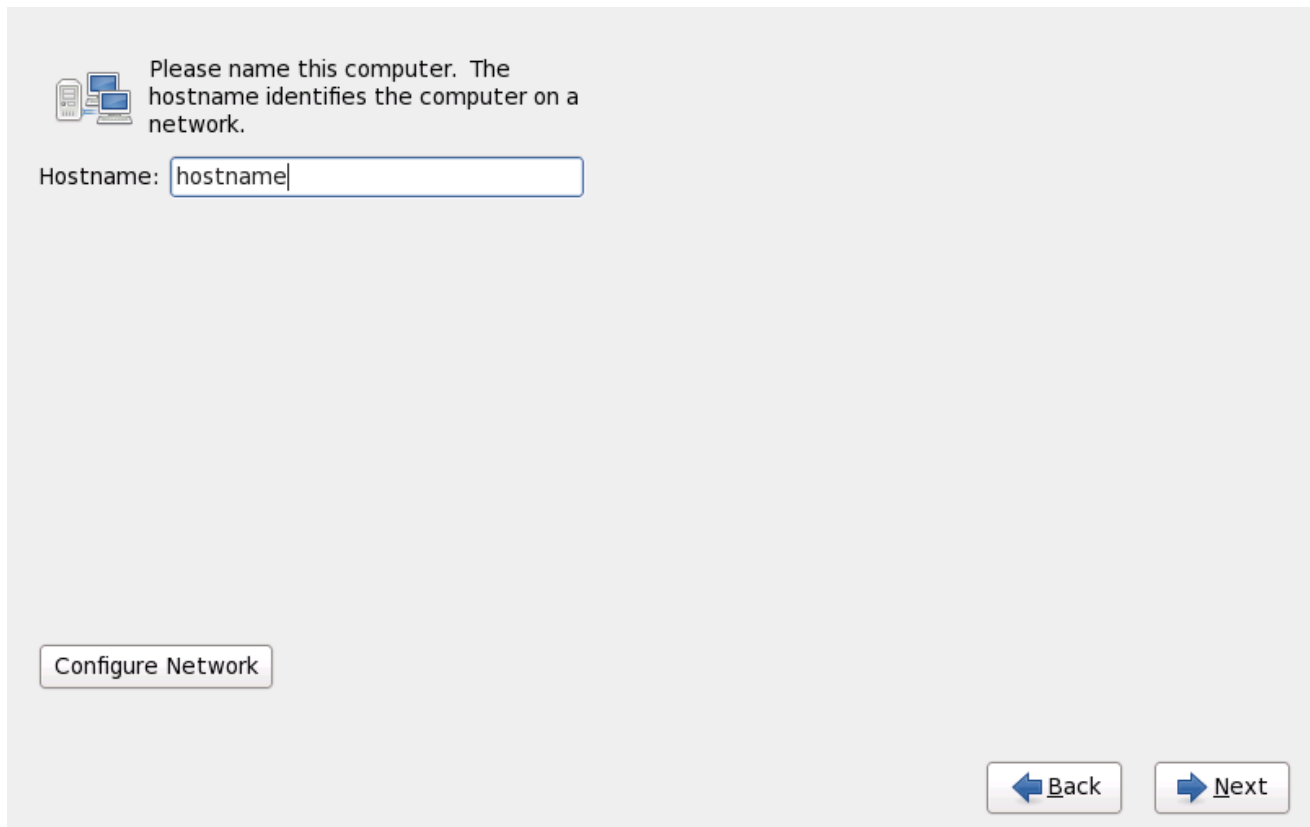 Please name this computer.  The
hostname identifies the computer on a
network.
Hostname: hostname
Configure Network
Back Next